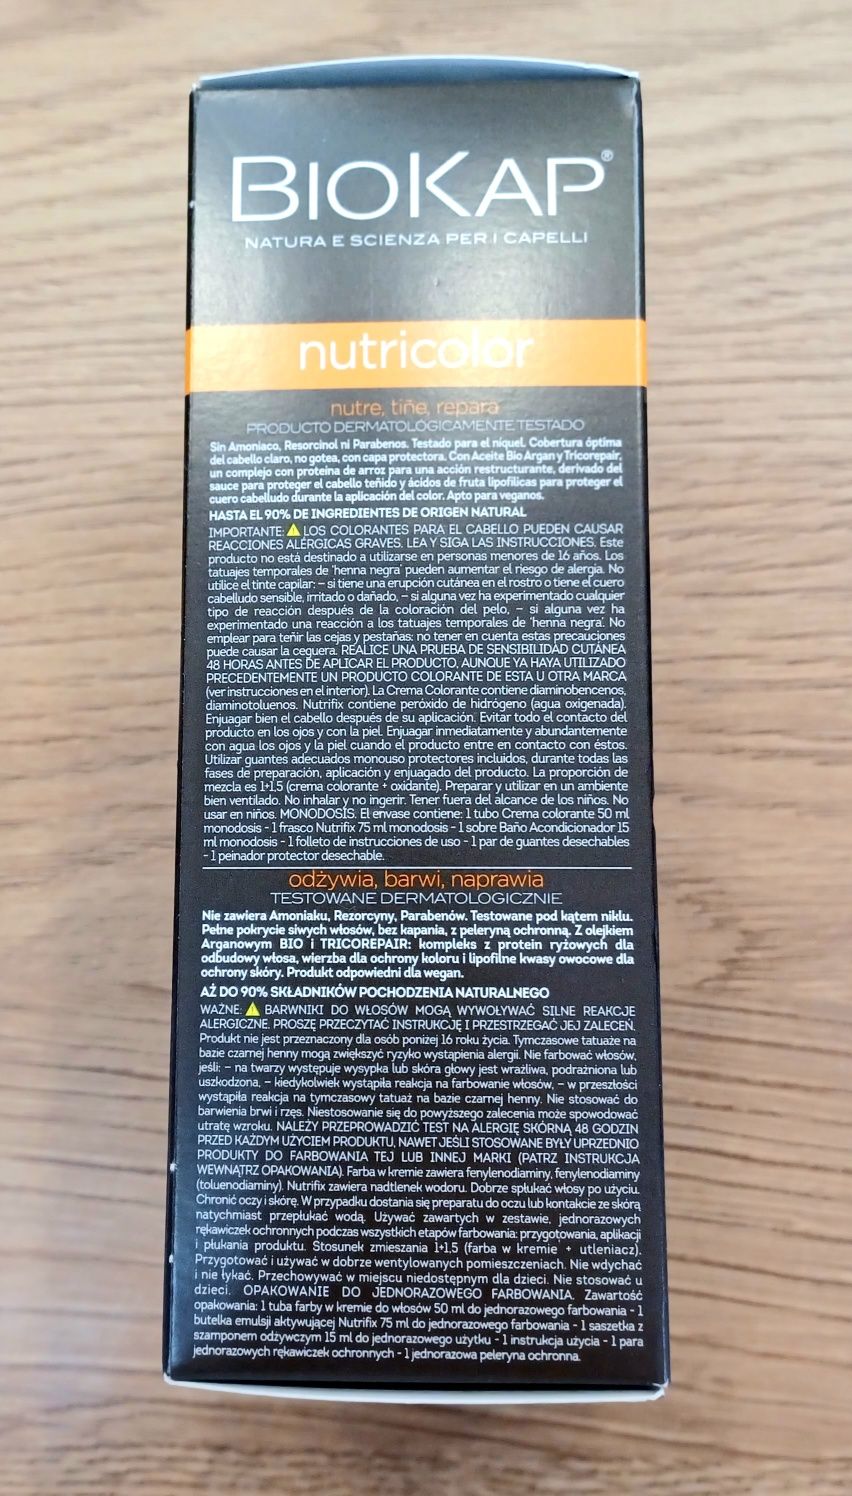 BIOKAP®
NATURA E SCIENZA PER I CAPELLI
nutricolor
nutre, tiñe, repara
PRODUCTO DERMATOLÓGICAMENTE TESTADO
Sin Amoniaco, Resorcinol ni Parabenos. Testado para el níquel. Cobertura óptima
del cabello claro, no gotea, con capa protectora. Con Aceite Bio Argan y Tricorepair,
un complejo con proteína de arroz para una acción restructurante, derivado del
sauce para proteger el cabello teñido y ácidos de fruta lipofílicas para proteger el
cuero cabelludo durante la aplicación del color. Apto para veganos.
HASTA EL 90% DE INGREDIENTES DE ORIGEN NATURAL
IMPORTANTE: ⚠ LOS COLORANTES PARA EL CABELLO PUEDEN CAUSAR
REACCIONES ALÉRGICAS GRAVES. LEA Y SIGA LAS INSTRUCCIONES. Este
producto no está destinado a utilizarse en personas menores de 16 años. Los
tatuajes temporales de 'henna negra' pueden aumentar el riesgo de alergia. No
utilice el tinte capilar: – si tiene una erupción cutánea en el rostro o tiene el cuero
cabelludo sensible, irritado o dañado, – si alguna vez ha experimentado cualquier
tipo de reacción después de la coloración del pelo, – si alguna vez ha
experimentado una reacción a los tatuajes temporales de 'henna negra'. No
emplear para teñir las cejas y pestañas: no tener en cuenta estas precauciones
puede causar la ceguera. REALICE UNA PRUEBA DE SENSIBILIDAD CUTÁNEA
48 HORAS ANTES DE APLICAR EL PRODUCTO, AUNQUE YA HAYA UTILIZADO
PRECEDENTEMENTE UN PRODUCTO COLORANTE DE ESTA U OTRA MARCA
(ver instrucciones en el interior). La Crema Colorante contiene diaminobencenos,
diaminotoluenos. Nutrifix contiene peróxido de hidrógeno (agua oxigenada).
Enjuagar bien el cabello después de su aplicación. Evitar todo el contacto del
producto en los ojos y con la piel. Enjuagar inmediatamente y abundantemente
con agua los ojos y la piel cuando el producto entre en contacto con éstos.
Utilizar guantes adecuados monouso protectores incluidos, durante todas las
fases de preparación, aplicación y enjuagado del producto. La proporción de
mezcla es 1+1,5 (crema colorante + oxidante). Preparar y utilizar en un ambiente
bien ventilado. No inhalar y no ingerir. Tener fuera del alcance de los niños. No
usar en niños. MONODOSIS. El envase contiene: 1 tubo Crema colorante 50 ml
monodosis - 1 frasco Nutrifix 75 ml monodosis - 1 sobre Baño Acondicionador 15
ml monodosis - 1 folleto de instrucciones de uso - 1 par de guantes desechables
- 1 peinador protector desechable.
odżywia, barwi, naprawia
TESTOWANE DERMATOLOGICZNIE
Nie zawiera Amoniaku, Rezorcyny, Parabenów. Testowane pod kątem niklu.
Pełne pokrycie siwych włosów, bez kapania, z peleryną ochronną. Z olejkiem
Arganowym BIO i TRICOREPAIR: kompleks z protein ryżowych dla
odbudowy włosa, wierzba dla ochrony koloru i lipofilne kwasy owocowe dla
ochrony skóry. Produkt odpowiedni dla wegan.
AŻ DO 90% SKŁADNIKÓW POCHODZENIA NATURALNEGO
WAŻNE: ⚠ BARWNIKI DO WŁOSÓW MOGĄ WYWOŁYWAĆ SILNE REAKCJE
ALERGICZNE. PROSZĘ PRZECZYTAĆ INSTRUKCJĘ I PRZESTRZEGAĆ JEJ ZALECEŃ.
Produkt nie jest przeznaczony dla osób poniżej 16 roku życia. Tymczasowe tatuaże na
bazie czarnej henny mogą zwiększyć ryzyko wystąpienia alergii. Nie farbować włosów,
jeśli: – na twarzy występuje wysypka lub skóra głowy jest wrażliwa, podrażniona lub
uszkodzona, – kiedykolwiek wystąpiła reakcja na farbowanie włosów, – w przeszłości
wystąpiła reakcja na tymczasowy tatuaż na bazie czarnej henny. Nie stosować do
barwienia brwi i rzęs. Niestosowanie się do powyższego zalecenia może spowodować
utratę wzroku. NALEŻY PRZEPROWADZIĆ TEST NA ALERGIĘ SKÓRNĄ 48 GODZIN
PRZED KAŻDYM UŻYCIEM PRODUKTU, NAWET JEŚLI STOSOWANE BYŁY UPRZEDNIO
PRODUKTY DO FARBOWANIA TEJ LUB INNEJ MARKI (PATRZ INSTRUKCJA
WEWNĄTRZ OPAKOWANIA). Farba w kremie zawiera fenylenodiaminy, fenylenodiaminy
(toluenodiaminy). Nutrifix zawiera nadtlenek wodoru. Dobrze spłukać włosy po użyciu.
Chronić oczy i skórę. W przypadku dostania się preparatu do oczu lub kontakcie ze skórą
natychmiast przepłukać wodą. Używać zawartych w zestawie, jednorazowych
rękawiczek ochronnych podczas wszystkich etapów farbowania: przygotowania, aplikacji
i płukania produktu. Stosunek zmieszania 1+1,5 (farba w kremie + utleniacz).
Przygotować i używać w dobrze wentylowanych pomieszczeniach. Nie wdychać
i nie łykać. Przechowywać w miejscu niedostępnym dla dzieci. Nie stosować u
dzieci. OPAKOWANIE DO JEDNORAZOWEGO FARBOWANIA. Zawartość
opakowania: 1 tuba farby w kremie do włosów 50 ml do jednorazowego farbowania - 1
butelka emulsji aktywującej Nutrifix 75 ml do jednorazowego farbowania - 1 saszetka z
szamponem odżywczym 15 ml do jednorazowego użytku - 1 instrukcja użycia - 1 para
jednorazowych rękawiczek ochronnych - 1 jednorazowa peleryna ochronna.